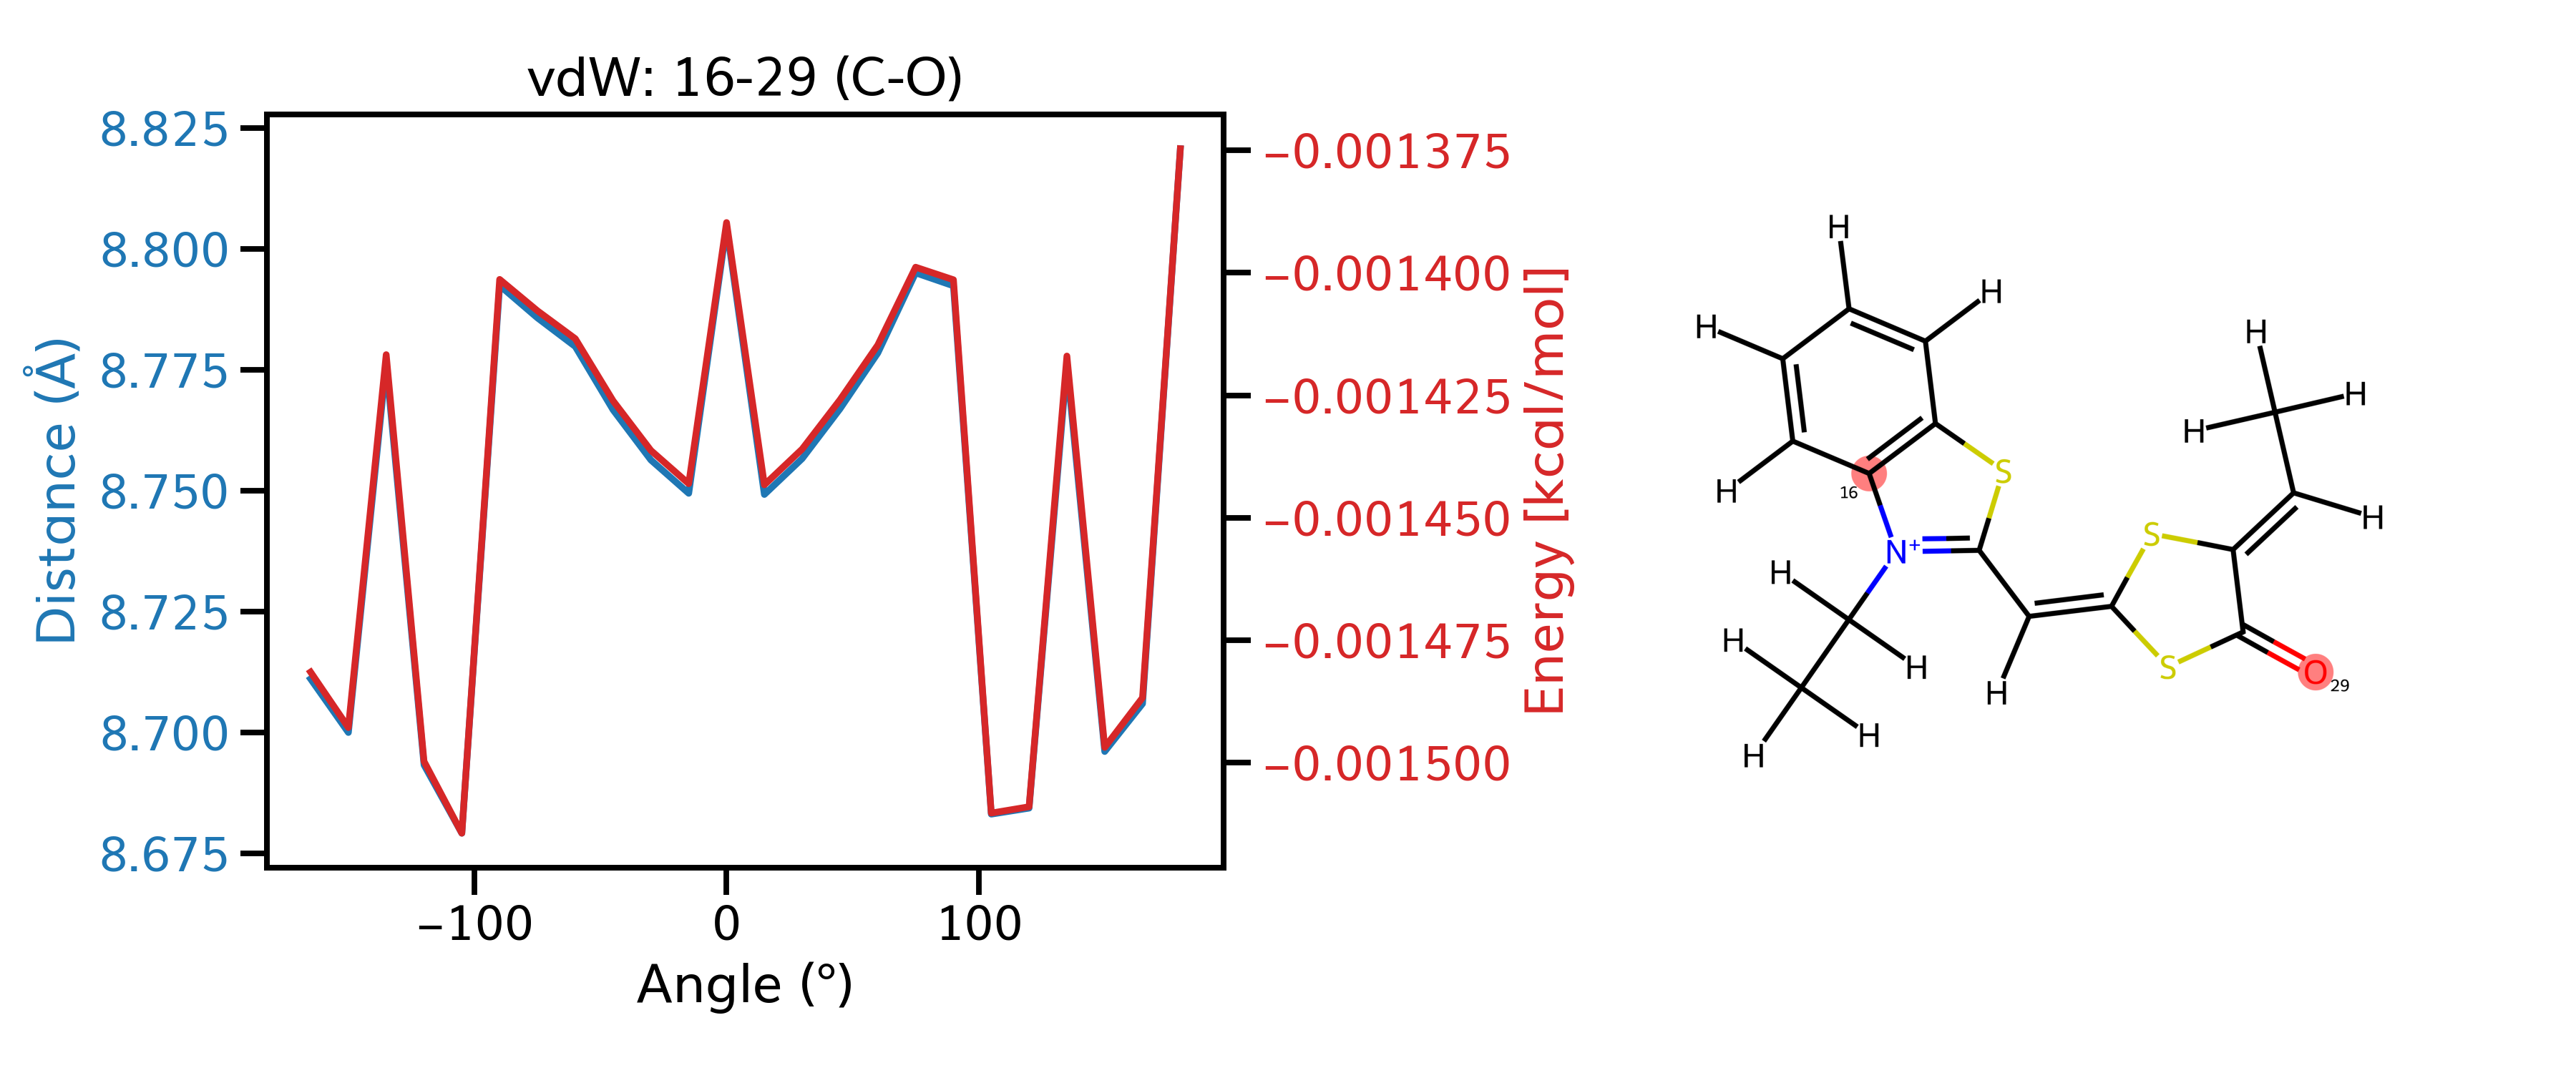 vdW: 16-29 (C-O)
8.825
8.800
8.775
8.750
8.725
8.700
8.675
Distance (Å)
−0.001375
−0.001400
−0.001425
−0.001450
−0.001475
−0.001500
Energy [kcal/mol]
−100
0
100
Angle (°)
H
H
H
H
H
H
H
S
16
S
H
N+
H
H
H
S
O
29
H
H
H